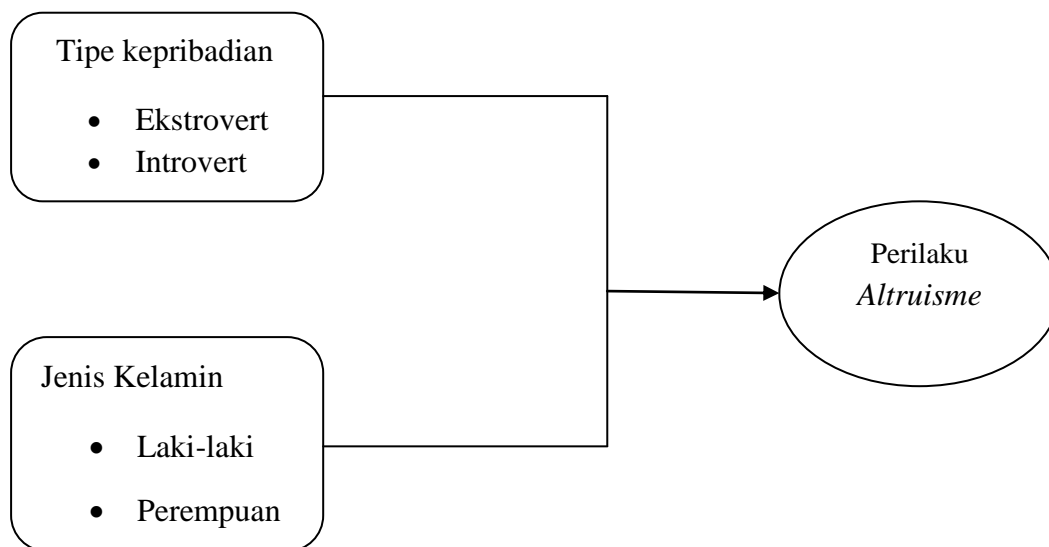 Tipe kepribadian
• Ekstrovert
• Introvert
Perilaku
Altruisme
Jenis Kelamin
• Laki-laki
• Perempuan